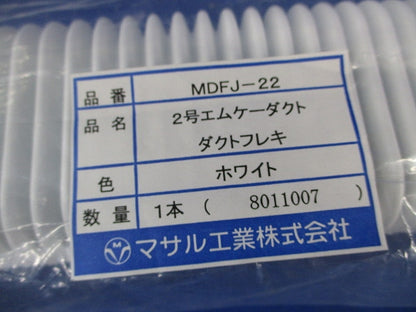 品番 MDFJ-22
品名 2号エムケーダクト
ダクトフレキ
色 ホワイト
数量 1本 ( 8011007 )
M マサル工業株式会社